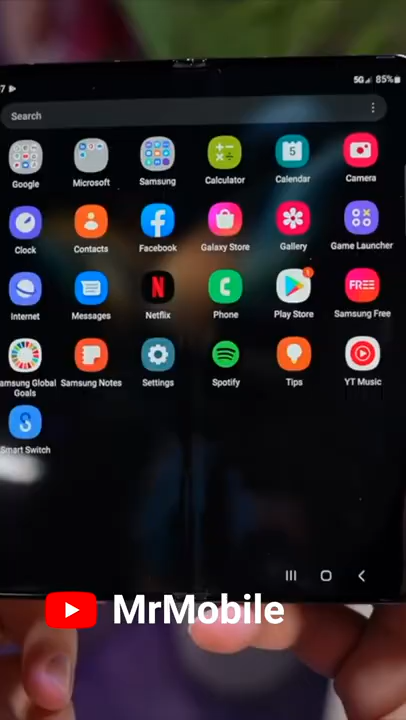 7
5G 85%
Search
Google Microsoft Samsung Calculator Calendar Camera
5
Clock Contacts Facebook Galaxy Store Gallery Game Launcher
1
FREE
Internet Messages Netflix Phone Play Store Samsung Free
amsung Global Goals
Samsung Notes Settings Spotify Tips YT Music
Smart Switch
MrMobile